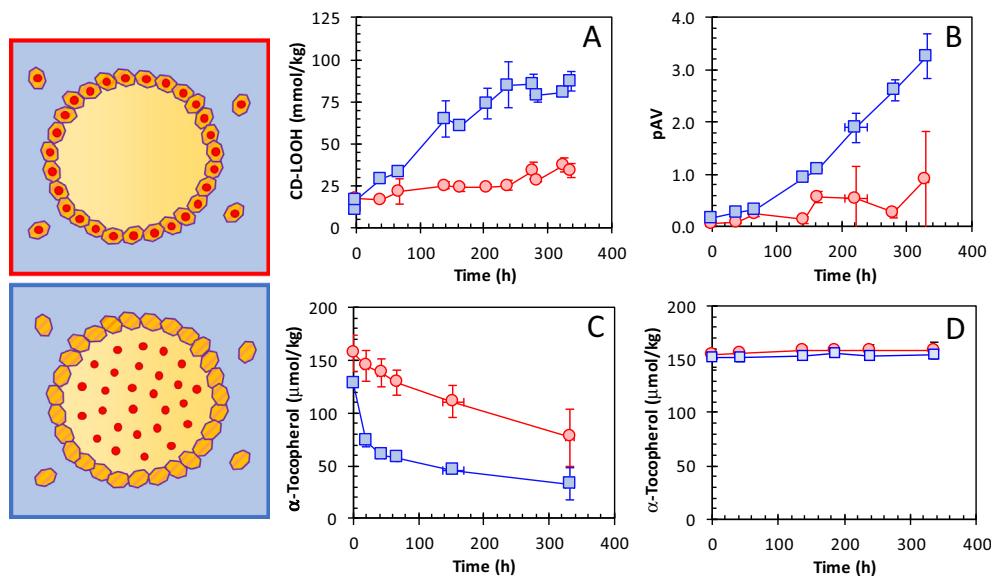 A
CD-LOOH (mmol/kg)
125
100
75
50
25
0
0 100 200 300 400
Time (h)
B
pAV
4.0
3.0
2.0
1.0
0.0
0 100 200 300 400
Time (h)
C
α-Tocopherol (μmol/kg)
200
150
100
50
0
0 100 200 300 400
Time (h)
D
α-Tocopherol (μmol/kg)
200
150
100
50
0
0 100 200 300 400
Time (h)